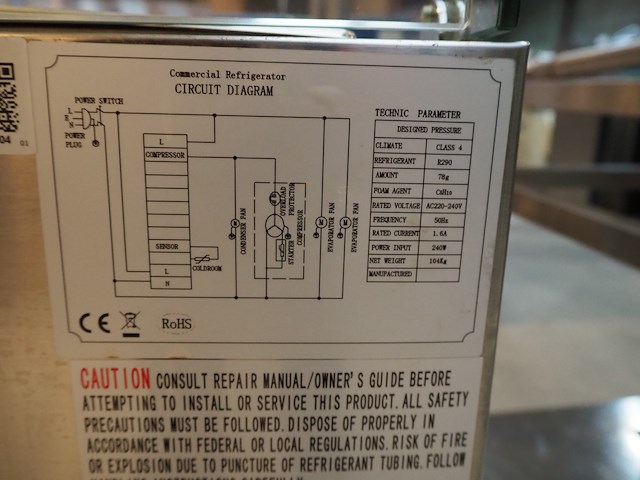 Commercial Refrigerator
CIRCUIT DIAGRAM
POWER SWITCH
L
E
N
POWER
PLUG
04
01
L
COMPRESSOR
SENSOR
L
N
COLDROOM
M
CONDENSER FAN
OVERLOAD
PROTECTOR
STARTER
COMPRESSOR
M
EVAPORATOR FAN
M
EVAPORATOR FAN
TECHNIC PARAMETER
DESIGNED PRESSURE
CLIMATE CLASS 4
REFRIGERANT R290
AMOUNT 78g
FOAM AGENT C5H10
RATED VOLTAGE AC220-240V
FREQUENCY 50Hz
RATED CURRENT 1.6A
POWER INPUT 240W
NET WEIGHT 104Kg
MANUFACTURED
CE
RoHS
CAUTION CONSULT REPAIR MANUAL/OWNER'S GUIDE BEFORE
ATTEMPTING TO INSTALL OR SERVICE THIS PRODUCT. ALL SAFETY
PRECAUTIONS MUST BE FOLLOWED. DISPOSE OF PROPERLY IN
ACCORDANCE WITH FEDERAL OR LOCAL REGULATIONS. RISK OF FIRE
OR EXPLOSION DUE TO PUNCTURE OF REFRIGERANT TUBING. FOLLOW